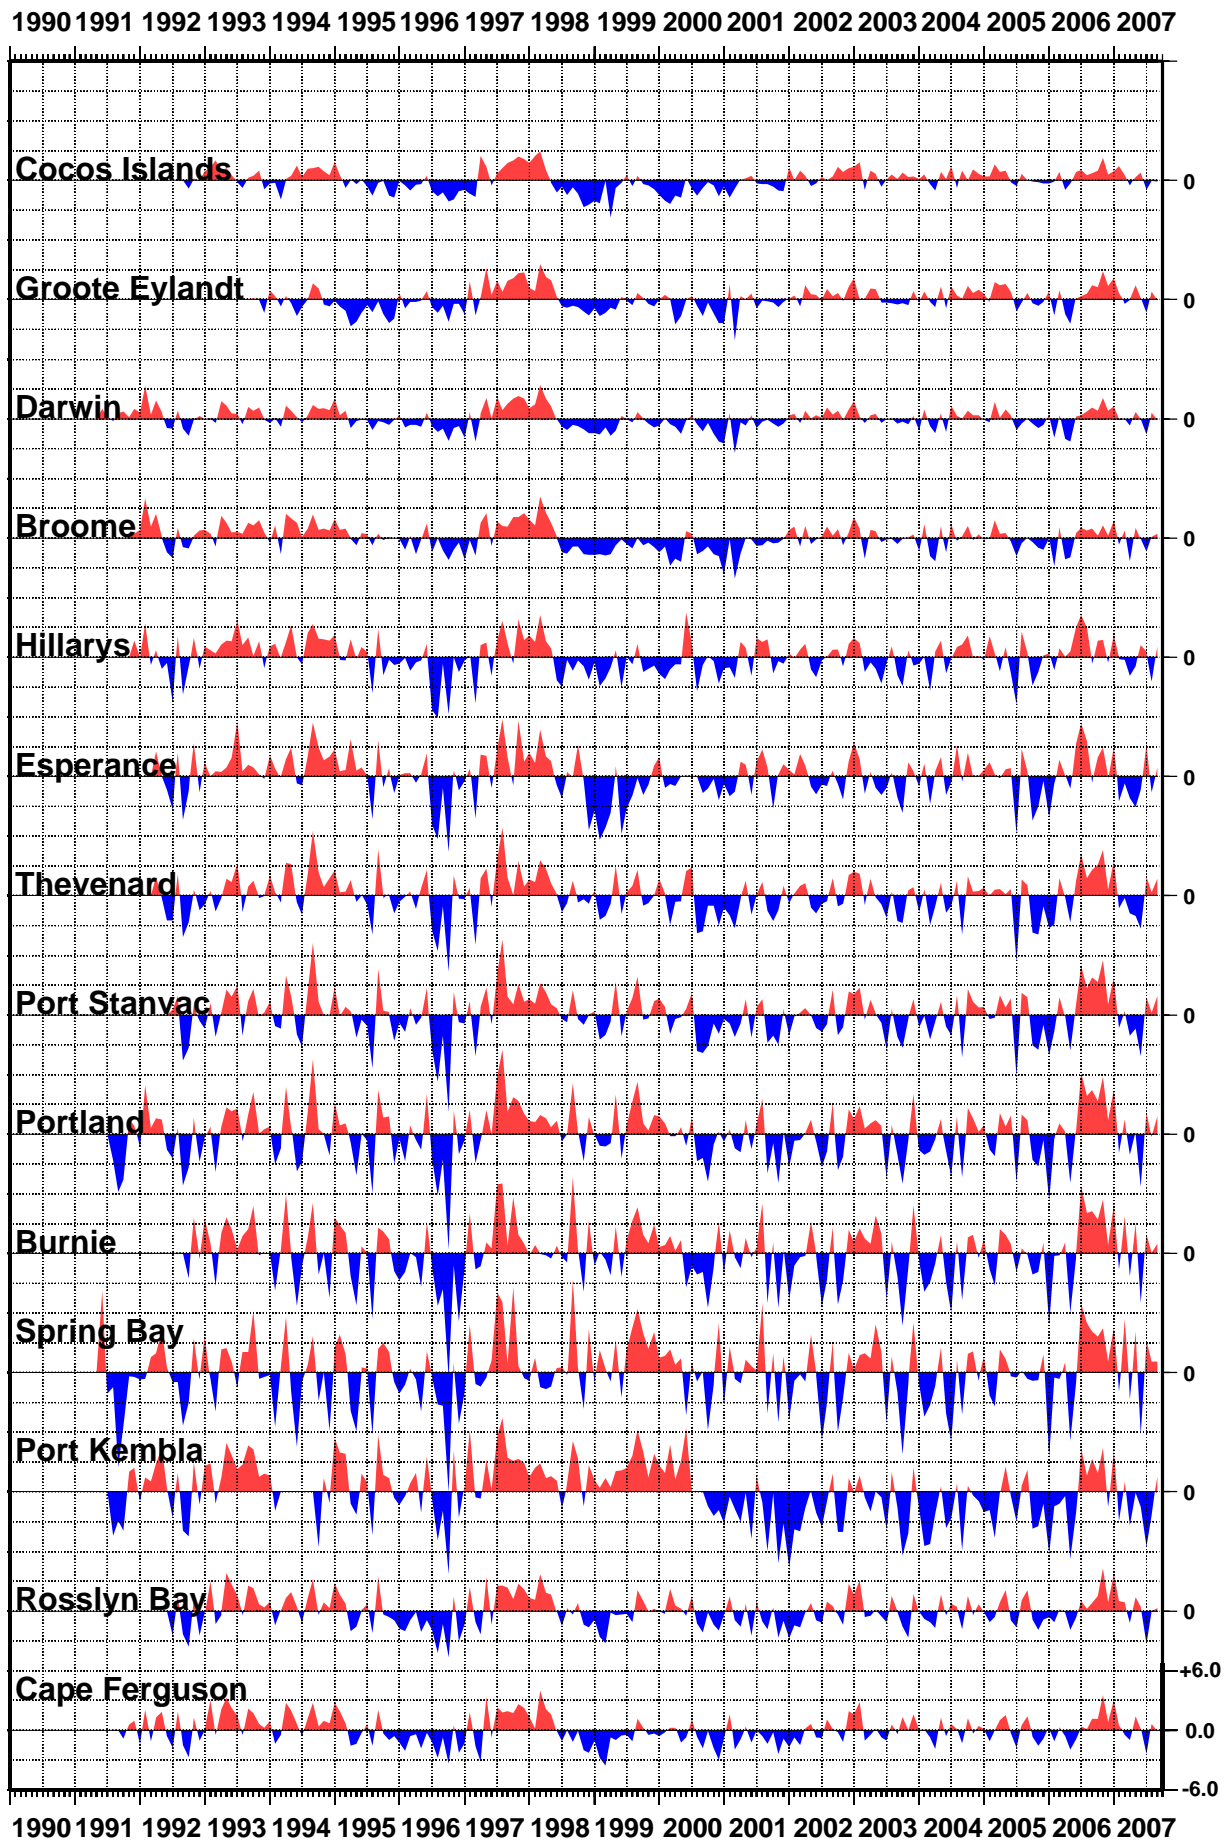 1990 1991 1992 1993 1994 1995 1996 1997 1998 1999 2000 2001 2002 2003 2004 2005 2006 2007
Cocos Islands 0
Groote Eylandt 0
Darwin 0
Broome 0
Hillarys 0
Esperance 0
Thevenard 0
Port Stanvac 0
Portland 0
Burnie 0
Spring Bay 0
Port Kembla 0
Rosslyn Bay 0
+6.0
Cape Ferguson 0.0
-6.0
1990 1991 1992 1993 1994 1995 1996 1997 1998 1999 2000 2001 2002 2003 2004 2005 2006 2007